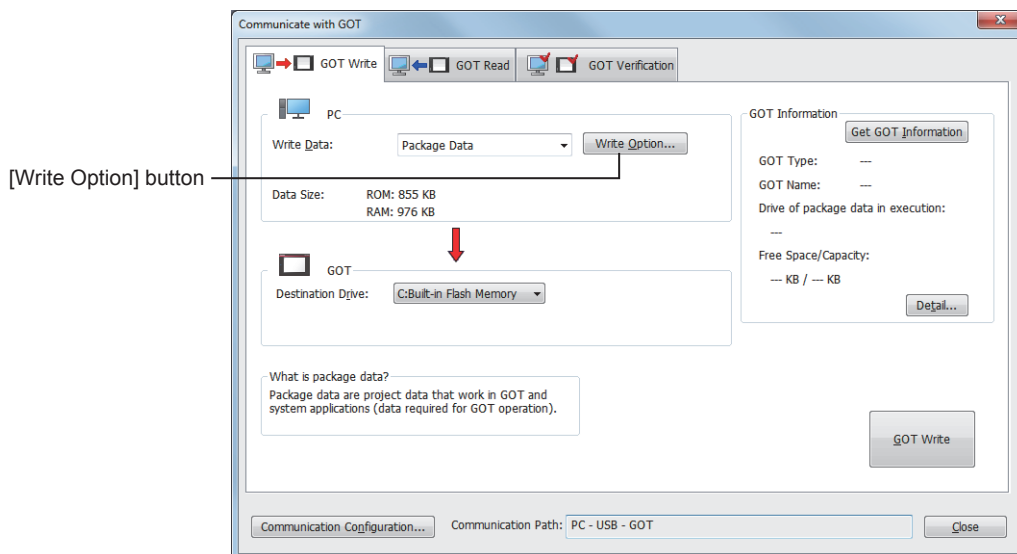 Communicate with GOT
GOT Write
GOT Read
GOT Verification
PC
Write Data:
Package Data
Write Option...
[Write Option] button
Data Size:
ROM: 855 KB
RAM: 976 KB
GOT
Destination Drive:
C:Built-in Flash Memory
What is package data?
Package data are project data that work in GOT and
system applications (data required for GOT operation).
GOT Information
Get GOT Information
GOT Type: ---
GOT Name: ---
Drive of package data in execution:
---
Free Space/Capacity:
--- KB / --- KB
Detail...
GOT Write
Communication Configuration...
Communication Path:
PC - USB - GOT
Close